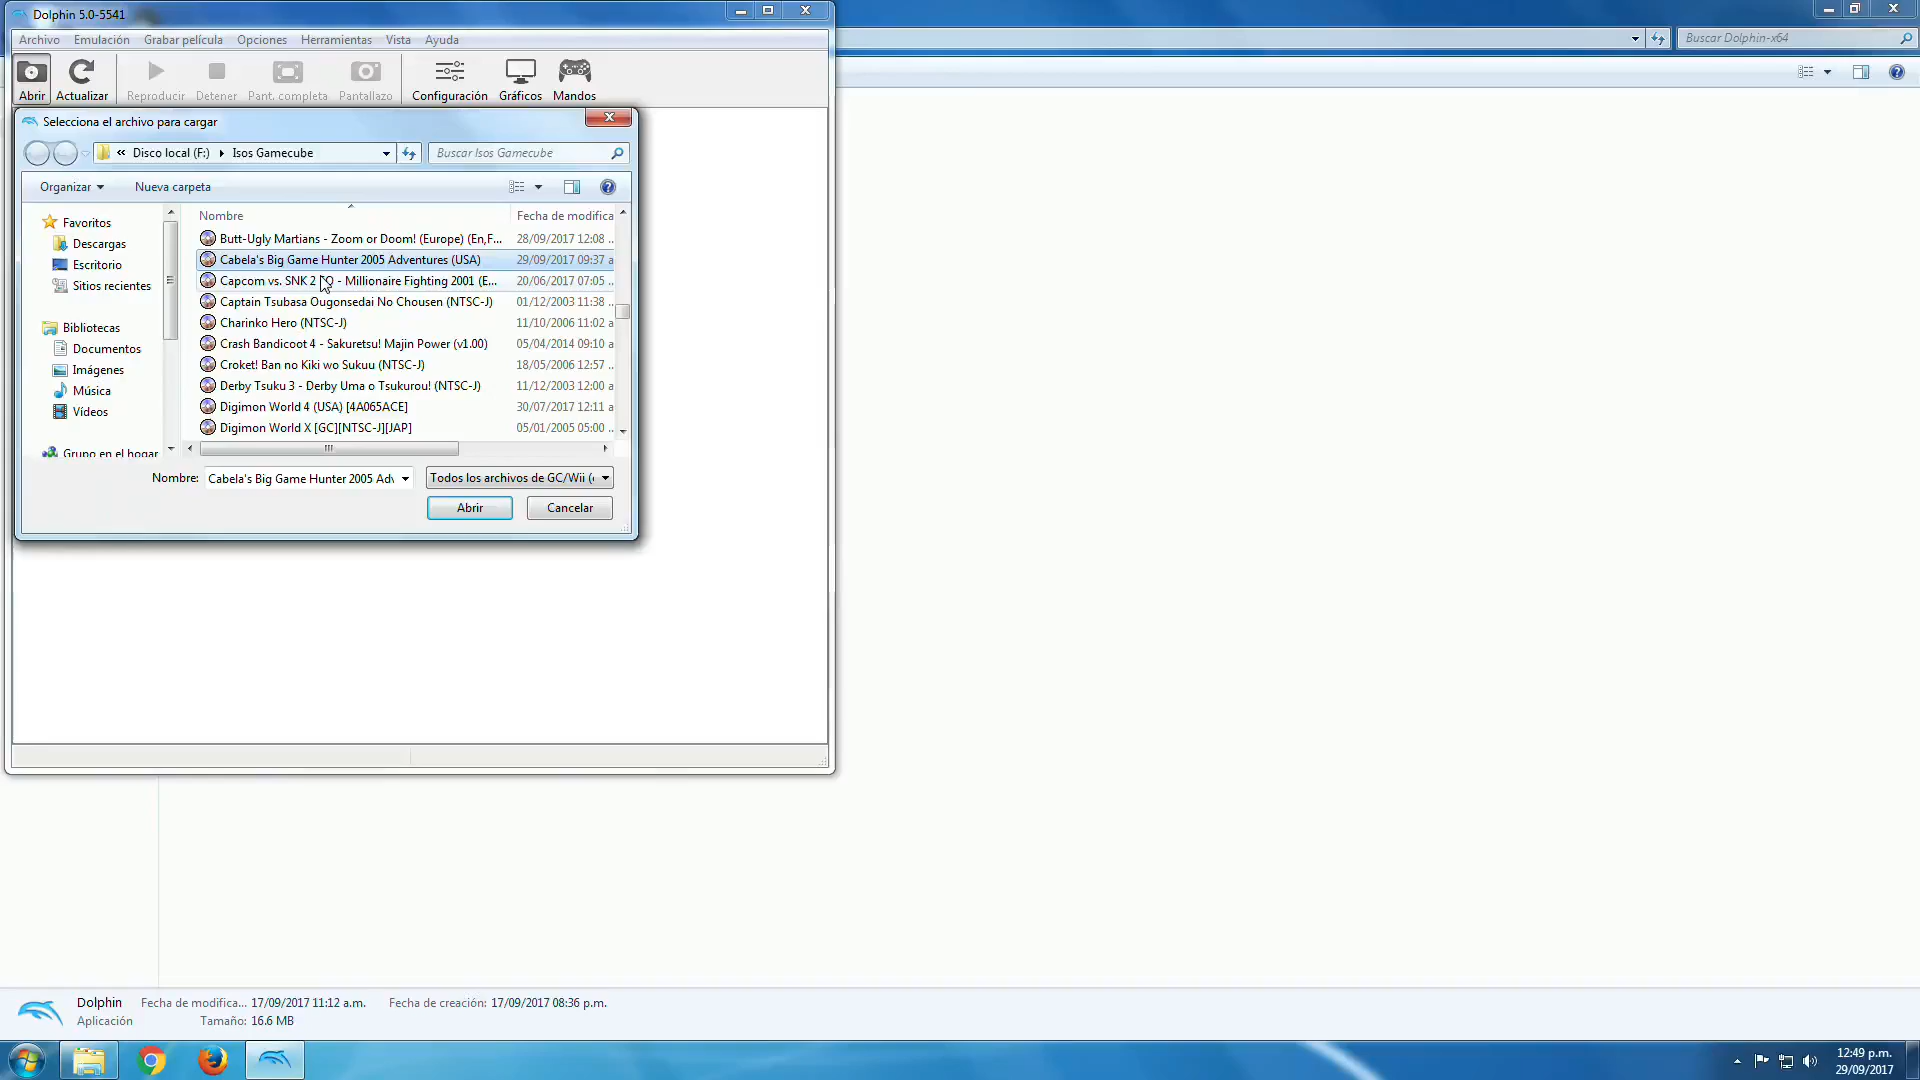 Dolphin 5.0-5541
Archivo Emulación Grabar película Opciones Herramientas Vista Ayuda
Buscar Dolphin-x64
Abrir Actualizar Reproducir Detener Pant. completa Pantallazo Configuración Gráficos Mandos
Selecciona el archivo para cargar
« Disco local (F:) Isos Gamecube
Buscar Isos Gamecube
Organizar Nueva carpeta
Favoritos
Descargas
Escritorio
Sitios recientes
Bibliotecas
Documentos
Imágenes
Música
Vídeos
Grupo en el hogar
Nombre Fecha de modifica
Butt-Ugly Martians - Zoom or Doom! (Europe) (En,F... 28/09/2017 12:08 ..
Cabela's Big Game Hunter 2005 Adventures (USA) 29/09/2017 09:37 a
Capcom vs. SNK 2 - Millionaire Fighting 2001 (E... 20/06/2017 07:05 ..
Captain Tsubasa Ougonsedai No Chousen (NTSC-J) 01/12/2003 11:38 ..
Charinko Hero (NTSC-J) 11/10/2006 11:02 a
Crash Bandicoot 4 - Sakuretsu! Majin Power (v1.00) 05/04/2014 09:10 a
Croket! Ban no Kiki wo Sukuu (NTSC-J) 18/05/2006 12:57 ..
Derby Tsuku 3 - Derby Uma o Tsukurou! (NTSC-J) 11/12/2003 12:00 a
Digimon World 4 (USA) [4A065ACE] 30/07/2017 12:11 a
Digimon World X [GC][NTSC-J][JAP] 05/01/2005 05:00 ..
Nombre: Cabela's Big Game Hunter 2005 Adv Todos los archivos de GC/Wii (
Abrir Cancelar
Dolphin Fecha de modifica... 17/09/2017 11:12 a.m. Fecha de creación: 17/09/2017 08:36 p.m.
Aplicación Tamaño: 16.6 MB
12:49 p.m.
29/09/2017